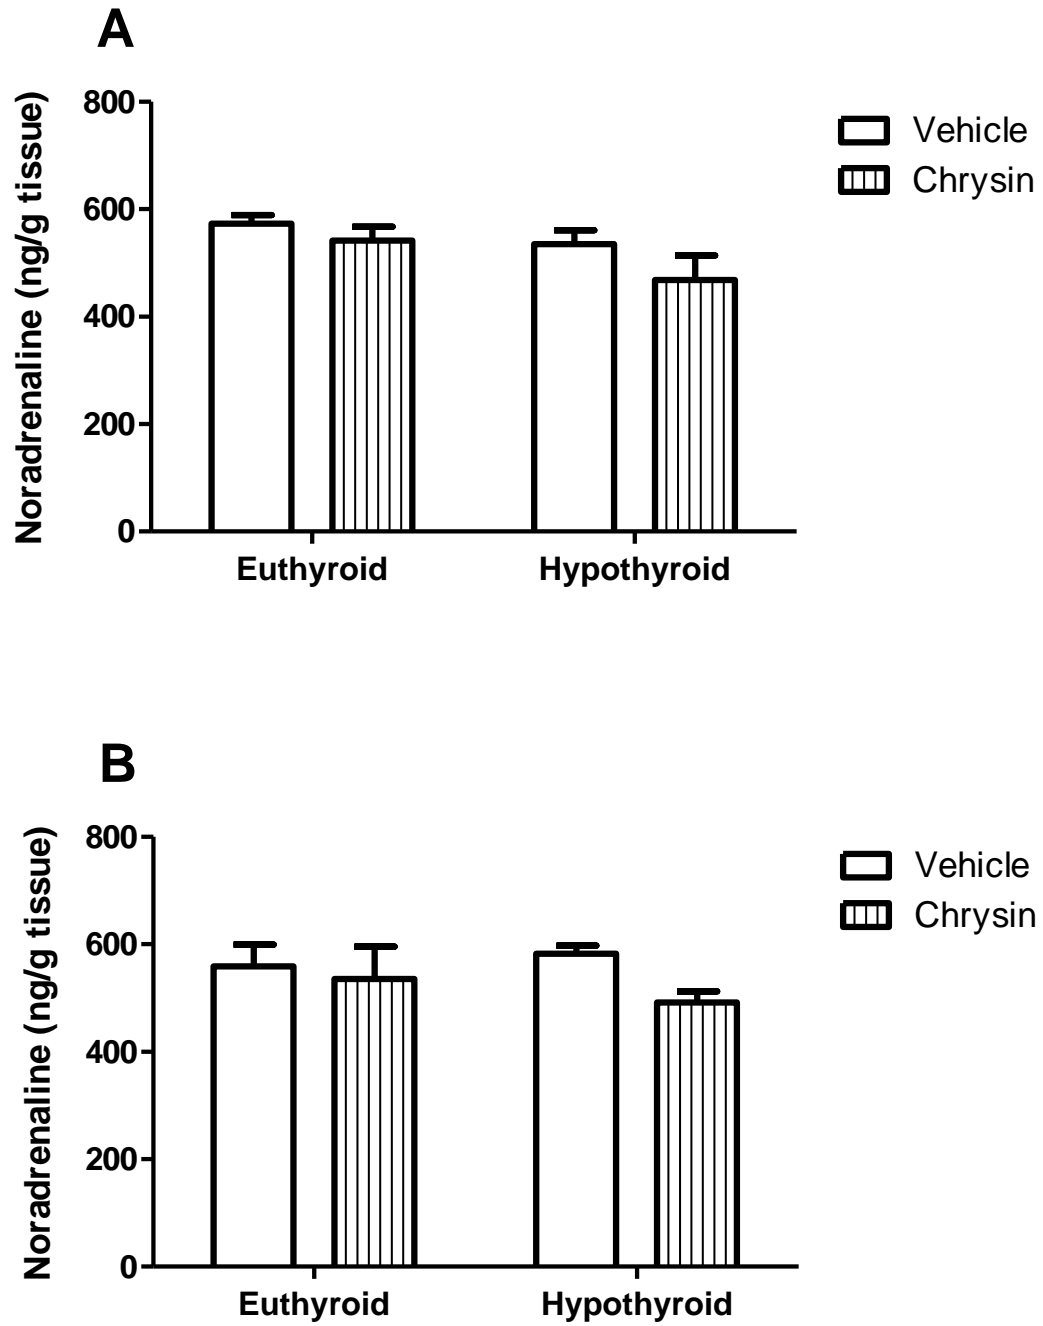 A
Noradrenaline (ng/g tissue)
800
600
400
200
0
Euthyroid Hypothyroid
Vehicle
Chrysin
B
Noradrenaline (ng/g tissue)
800
600
400
200
0
Euthyroid Hypothyroid
Vehicle
Chrysin